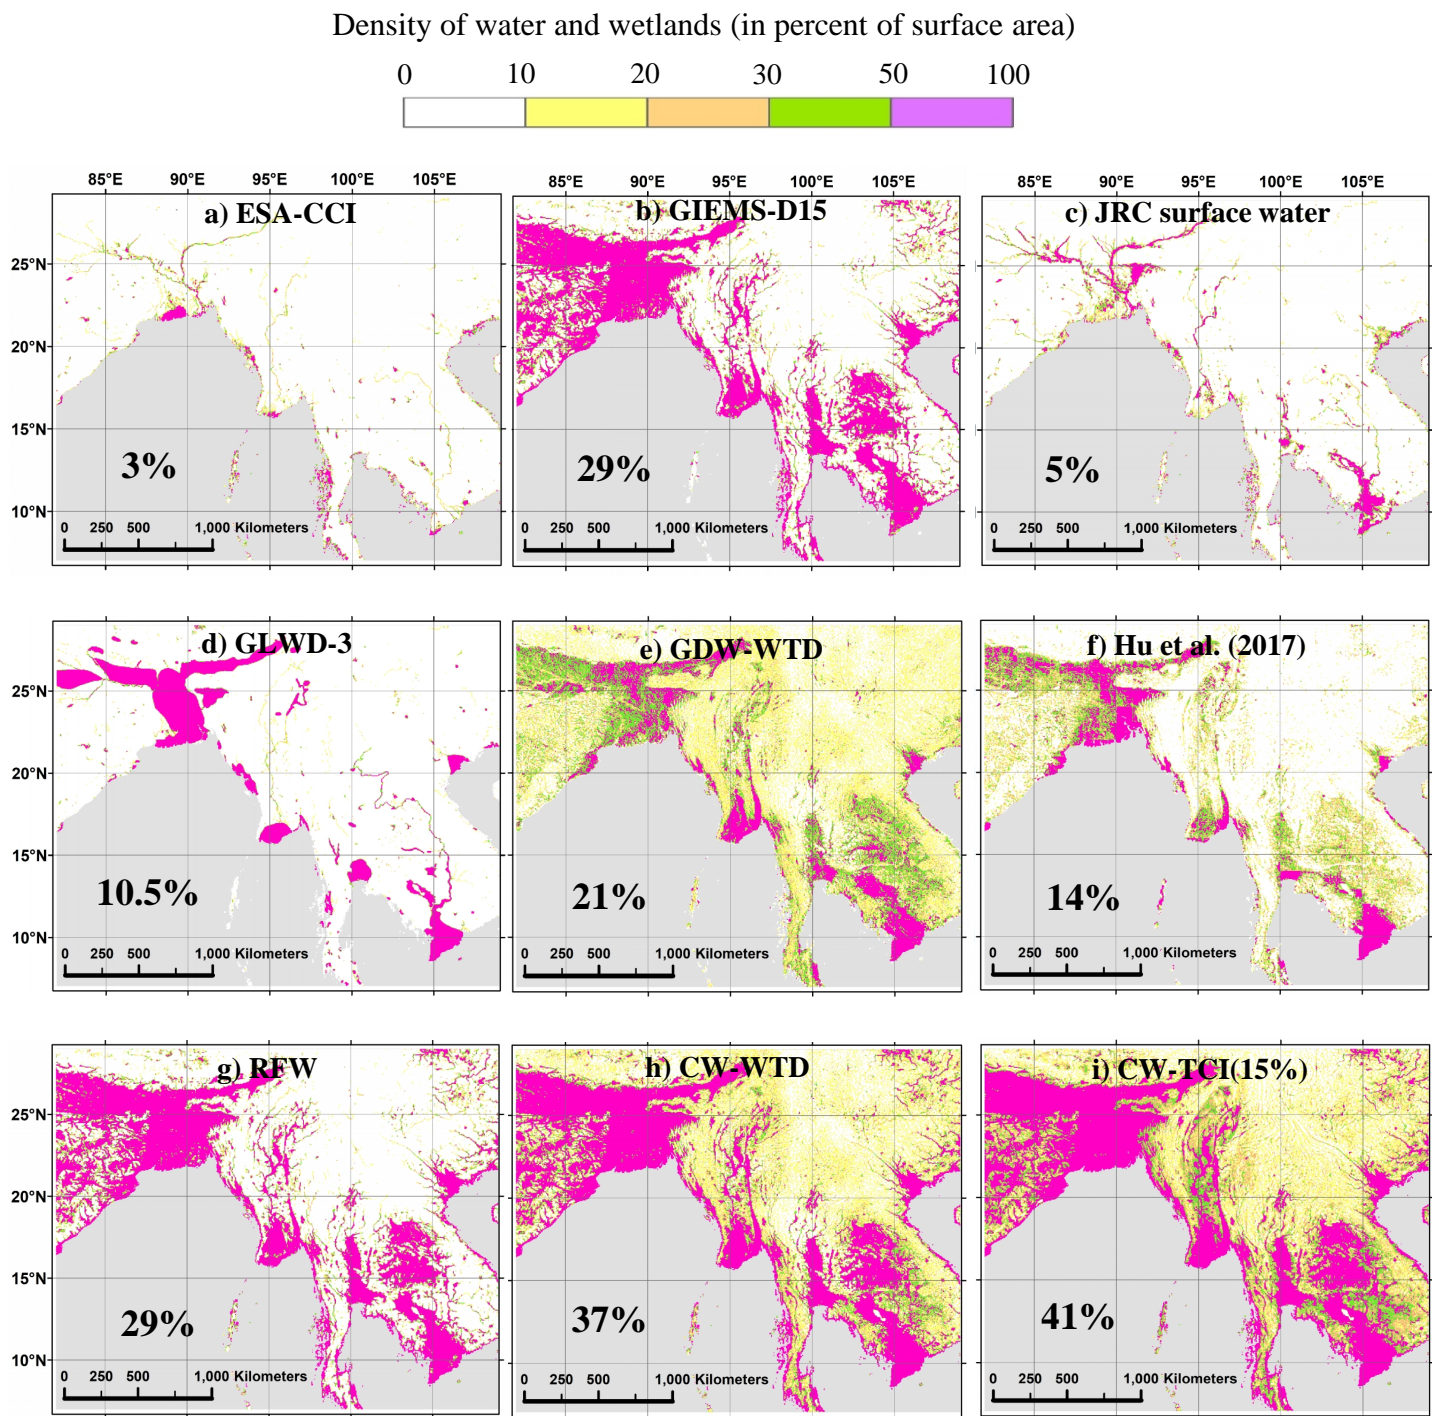 Density of water and wetlands (in percent of surface area)
0 10 20 30 50 100
85°E 90°E 95°E 100°E 105°E 85°E 90°E 95°E 100°E 105°E 85°E 90°E 95°E 100°E 105°E
a) ESA-CCI b) GIEMS-D15 c) JRC surface water
25°N
20°N
15°N
3% 29% 5%
10°N
0 250 500 1,000 Kilometers 0 250 500 1,000 Kilometers 0 250 500 1,000 Kilometers
d) GLWD-3 e) GDW-WTD f) Hu et al. (2017)
25°N
20°N
15°N
10.5% 21% 14%
10°N
0 250 500 1,000 Kilometers 0 250 500 1,000 Kilometers 0 250 500 1,000 Kilometers
g) RFW h) CW-WTD i) CW-TCI(15%)
25°N
20°N
15°N
29% 37% 41%
10°N
0 250 500 1,000 Kilometers 0 250 500 1,000 Kilometers 0 250 500 1,000 Kilometers